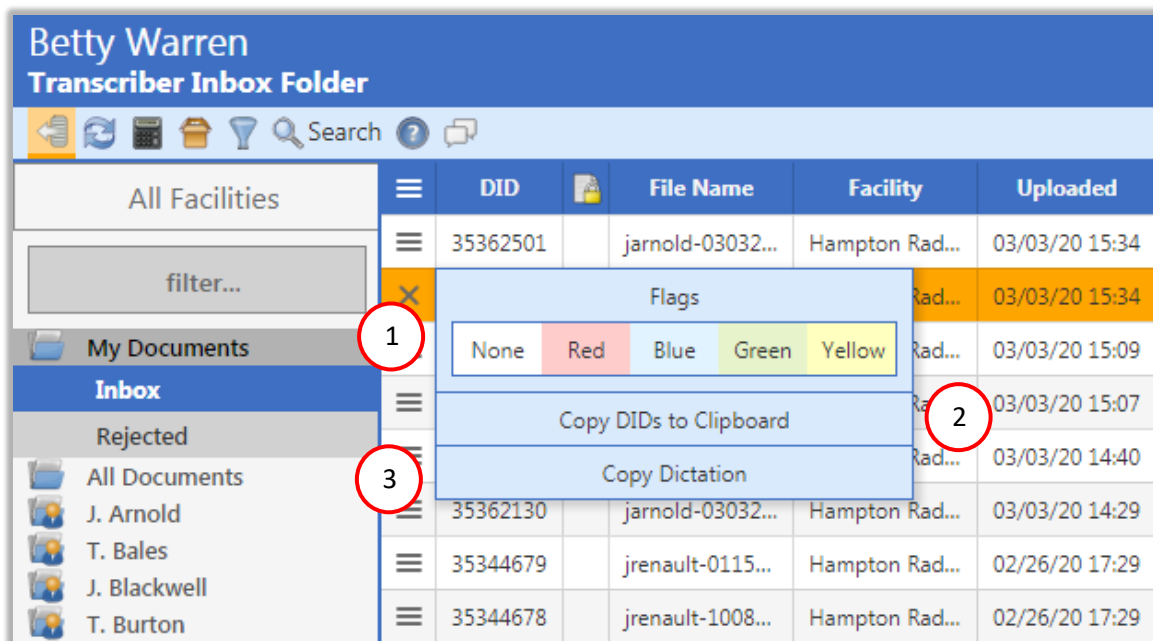 Betty Warren
Transcriber Inbox Folder
Search
All Facilities
filter...
My Documents
Inbox
Rejected
All Documents
J. Arnold
T. Bales
J. Blackwell
T. Burton
DID File Name Facility Uploaded
35362501 jarnold-03032... Hampton Rad... 03/03/20 15:34
Flags
Rad... 03/03/20 15:34
1
None Red Blue Green Yellow
Rad... 03/03/20 15:09
Copy DIDs to Clipboard
2
03/03/20 15:07
3
Copy Dictation
Rad... 03/03/20 14:40
35362130 jarnold-03032... Hampton Rad... 03/03/20 14:29
35344679 jrenault-0115... Hampton Rad... 02/26/20 17:29
35344678 jrenault-1008... Hampton Rad... 02/26/20 17:29